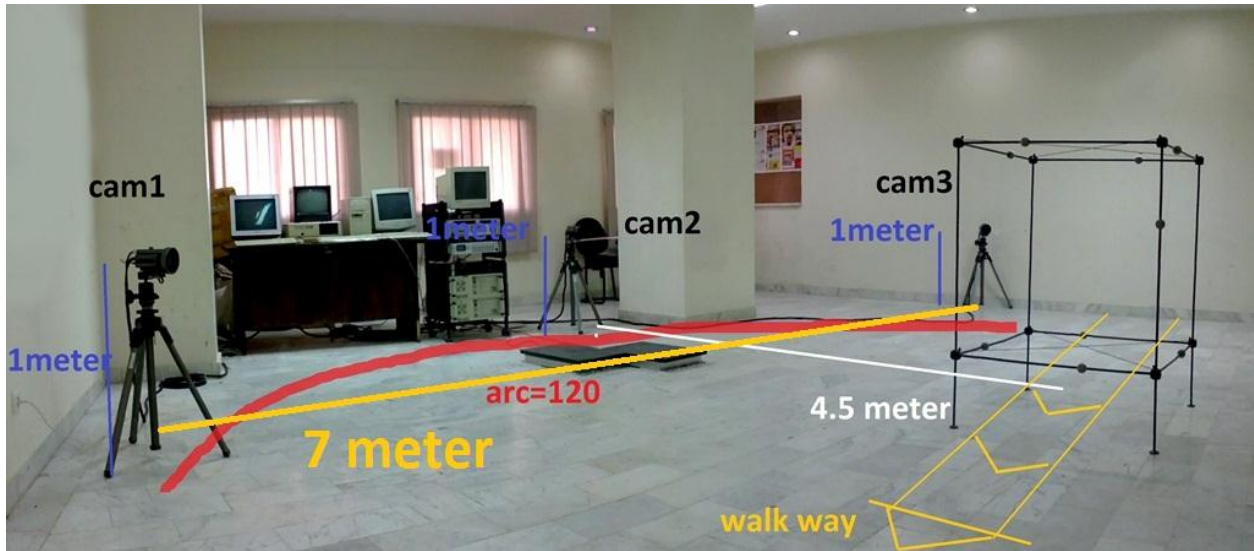 cam1
cam2
cam3
1meter
1meter
1meter
arc=120
7 meter
4.5 meter
walk way